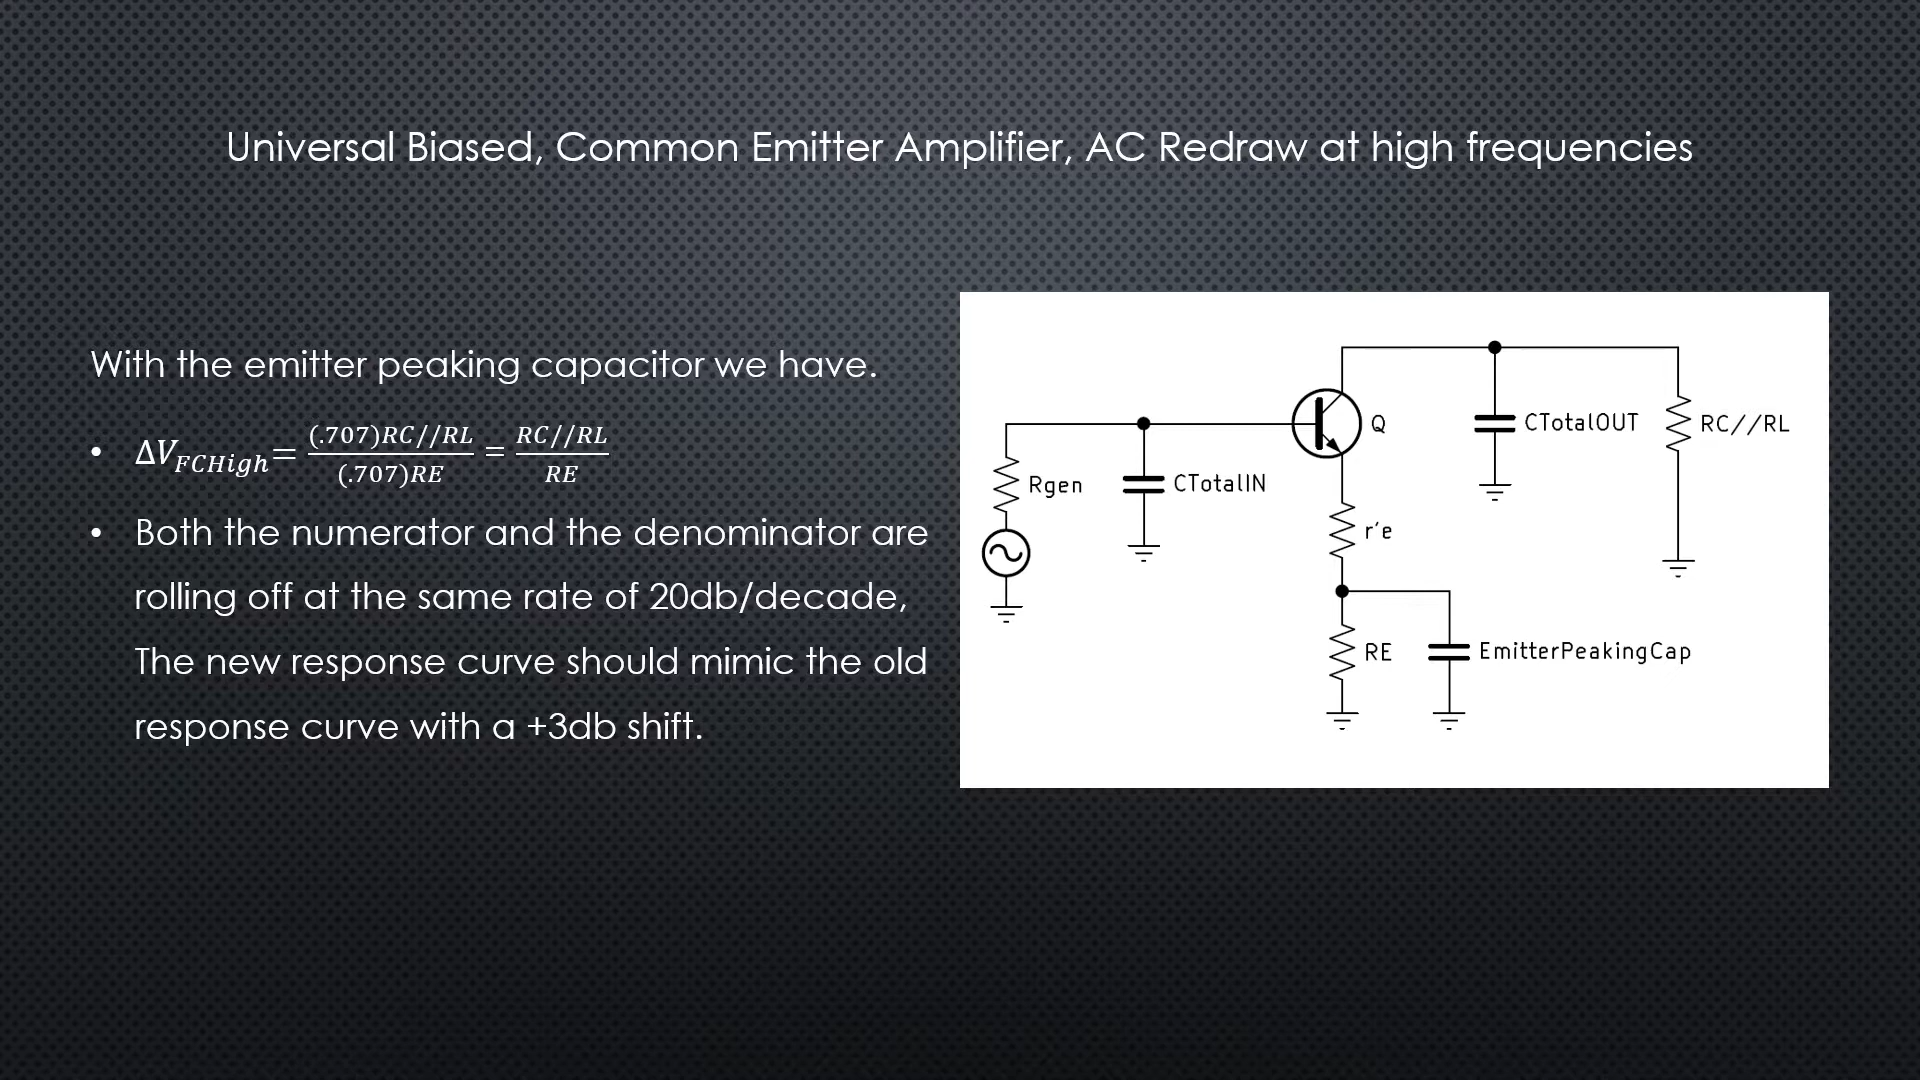 Universal Biased, Common Emitter Amplifier, AC Redraw at high frequencies
With the emitter peaking capacitor we have.
• ΔV_FCHigh = (.707)RC//RL / (.707)RE = RC//RL / RE
• Both the numerator and the denominator are
rolling off at the same rate of 20db/decade,
The new response curve should mimic the old
response curve with a +3db shift.
Q
CTotalOUT
RC//RL
Rgen
CTotalIN
r'e
RE
EmitterPeakingCap